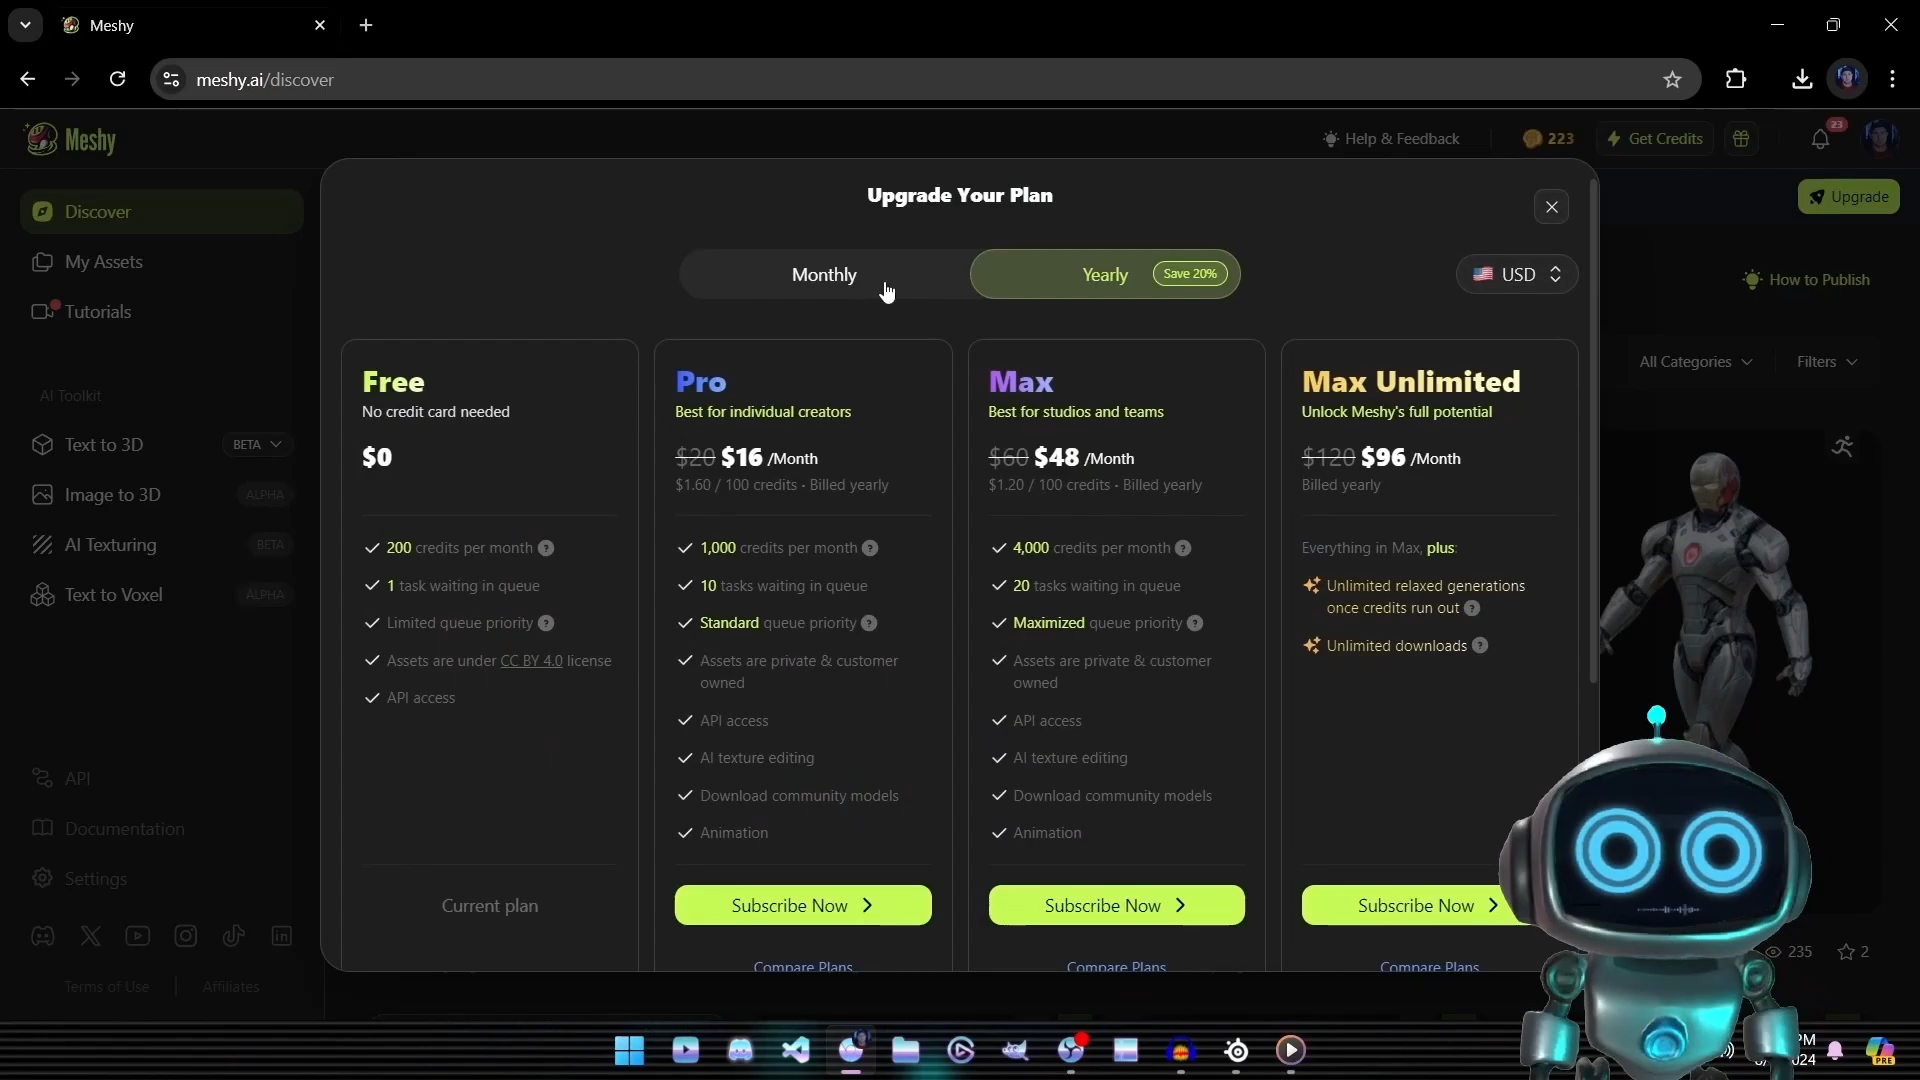 Meshy
meshy.ai/discover
Meshy
Help & Feedback
223
Get Credits
23
Discover
My Assets
Tutorials
AI Toolkit
Text to 3D
BETA
Image to 3D
ALPHA
AI Texturing
BETA
Text to Voxel
ALPHA
API
Documentation
Settings
Terms of Use
Affiliates
Upgrade Your Plan
Monthly
Yearly
Save 20%
USD
Free
No credit card needed
$0
200 credits per month ?
1 task waiting in queue
Limited queue priority ?
Assets are under CC BY 4.0 license
API access
Current plan
Pro
Best for individual creators
$20 $16 /Month
$1.60 / 100 credits - Billed yearly
1,000 credits per month ?
10 tasks waiting in queue
Standard queue priority ?
Assets are private & customer
owned
API access
AI texture editing
Download community models
Animation
Subscribe Now
Compare Plans
Max
Best for studios and teams
$60 $48 /Month
$1.20 / 100 credits - Billed yearly
4,000 credits per month ?
20 tasks waiting in queue
Maximized queue priority ?
Assets are private & customer
owned
API access
AI texture editing
Download community models
Animation
Subscribe Now
Compare Plans
Max Unlimited
Unlock Meshy's full potential
$120 $96 /Month
Billed yearly
Everything in Max, plus:
Unlimited relaxed generations
once credits run out ?
Unlimited downloads ?
Subscribe Now
Compare Plans
Upgrade
How to Publish
All Categories
Filters
235
2
PM
024
PRE